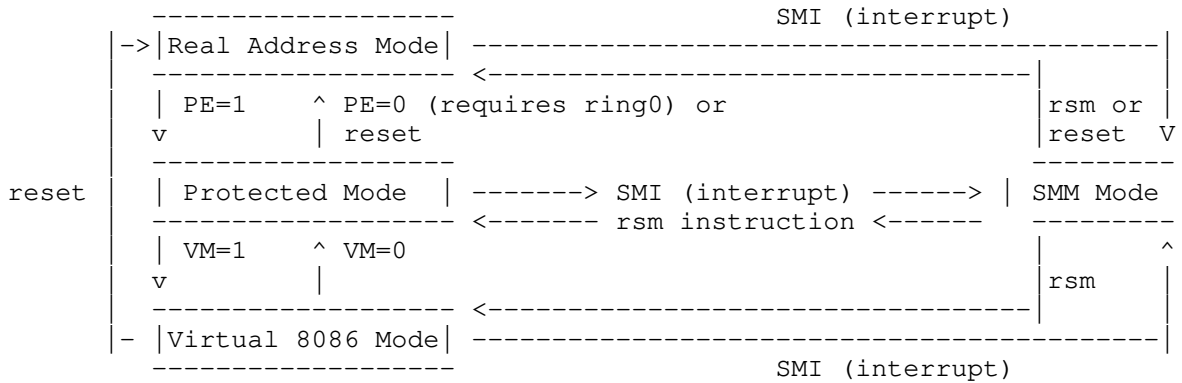 SMI (interrupt)
Real Address Mode
PE=1 ^ PE=0 (requires ring0) or rsm or
v reset reset V
reset Protected Mode -------> SMI (interrupt) ------> SMM Mode
<------- rsm instruction <------
VM=1 ^ VM=0 ^
v rsm
Virtual 8086 Mode
SMI (interrupt)